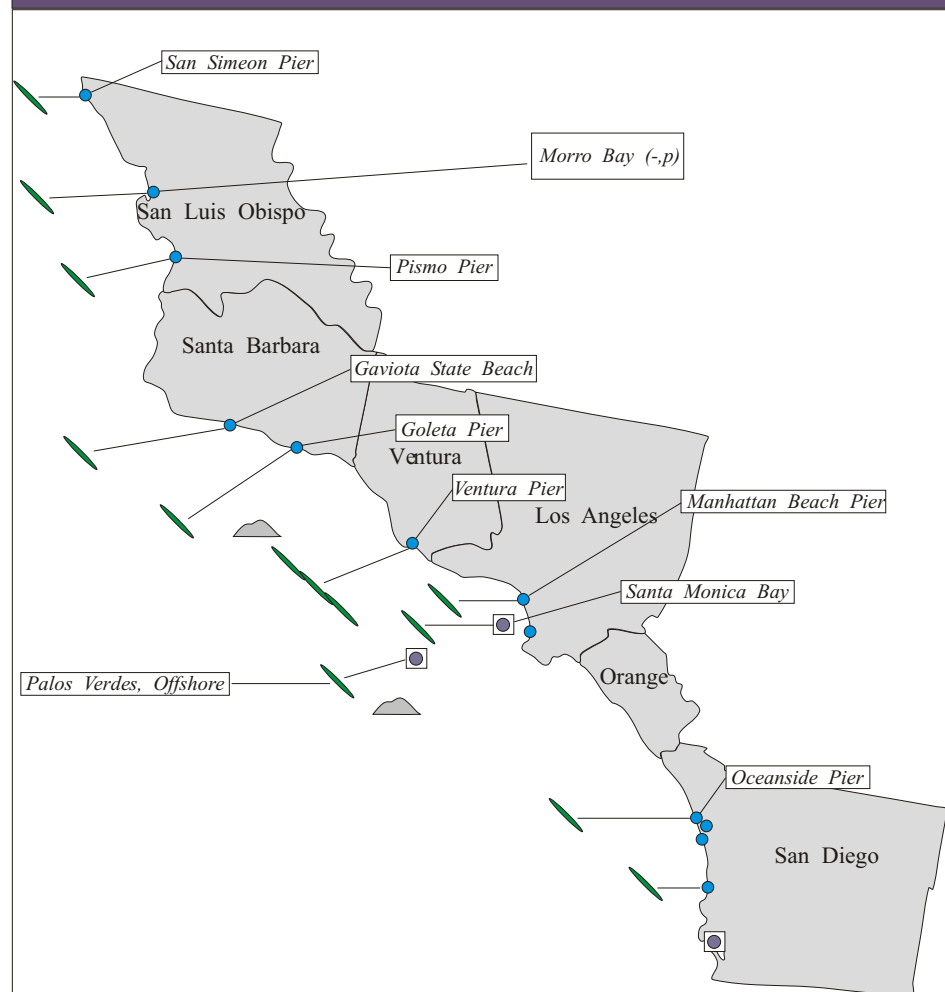 San Simeon Pier
Morro Bay (-,p)
San Luis Obispo
Pismo Pier
Santa Barbara
Gaviota State Beach
Goleta Pier
Ventura
Ventura Pier
Manhattan Beach Pier
Los Angeles
Santa Monica Bay
Orange
Palos Verdes, Offshore
Oceanside Pier
San Diego